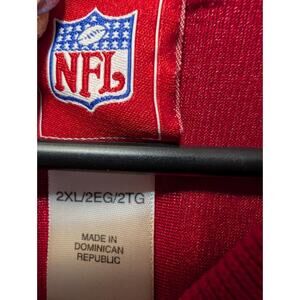 NFL
2XL/2EG/2TG
MADE IN
DOMINICAN
REPUBLIC